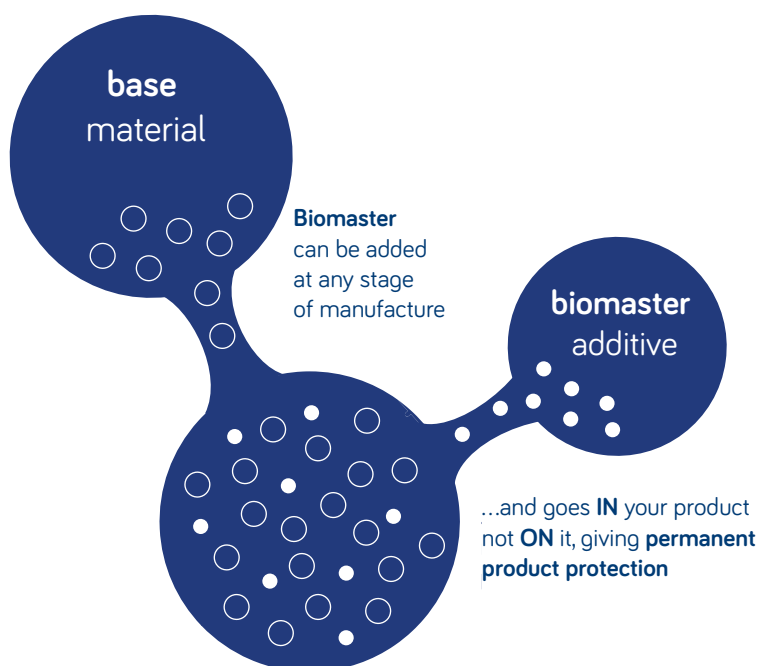 base
material
Biomaster
can be added
at any stage
of manufacture
biomaster
additive
...and goes IN your product
not ON it, giving permanent
product protection